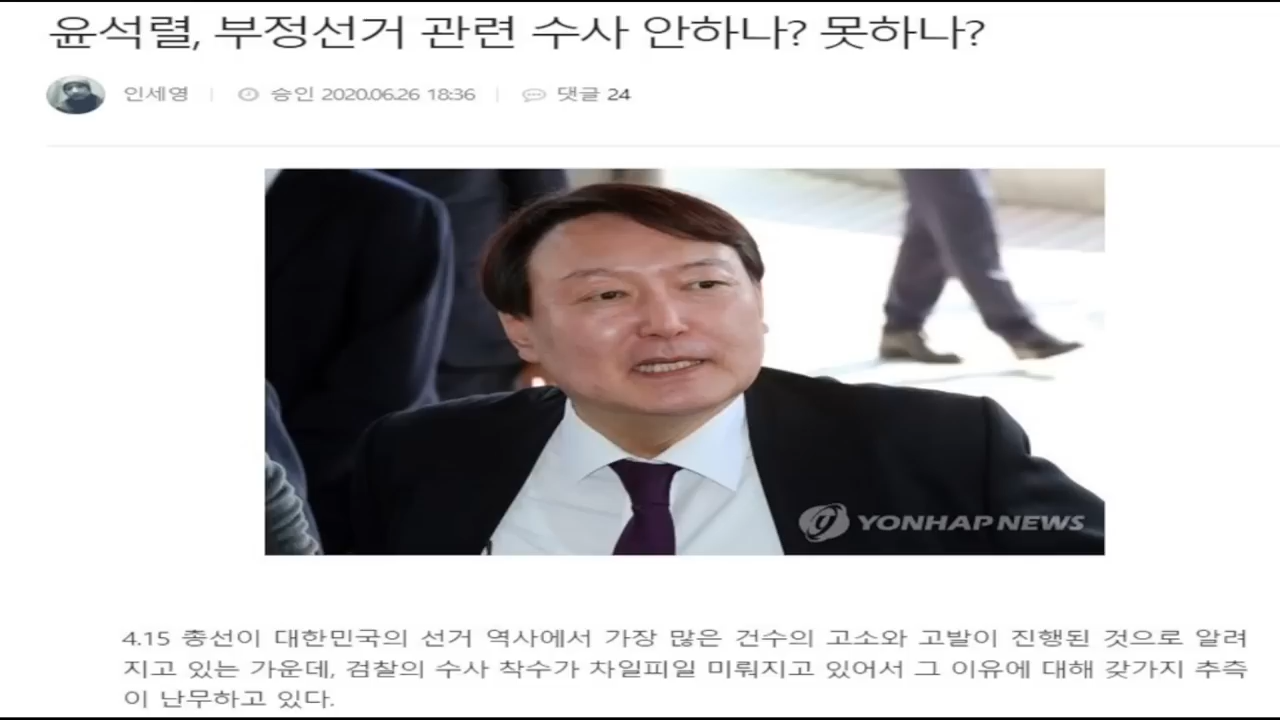 윤석렬, 부정선거 관련 수사 안하나? 못하나?
인세영 승인 2020.06.26 18:36 댓글 24
YONHAP NEWS
4.15 총선이 대한민국의 선거 역사에서 가장 많은 건수의 고소와 고발이 진행된 것으로 알려
지고 있는 가운데, 검찰의 수사 착수가 차일피일 미뤄지고 있어서 그 이유에 대해 갖가지 추측
이 난무하고 있다.